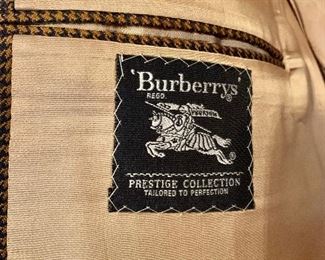 'Burberrys'
REGD.
®
PRESTIGE COLLECTION
TAILORED TO PERFECTION